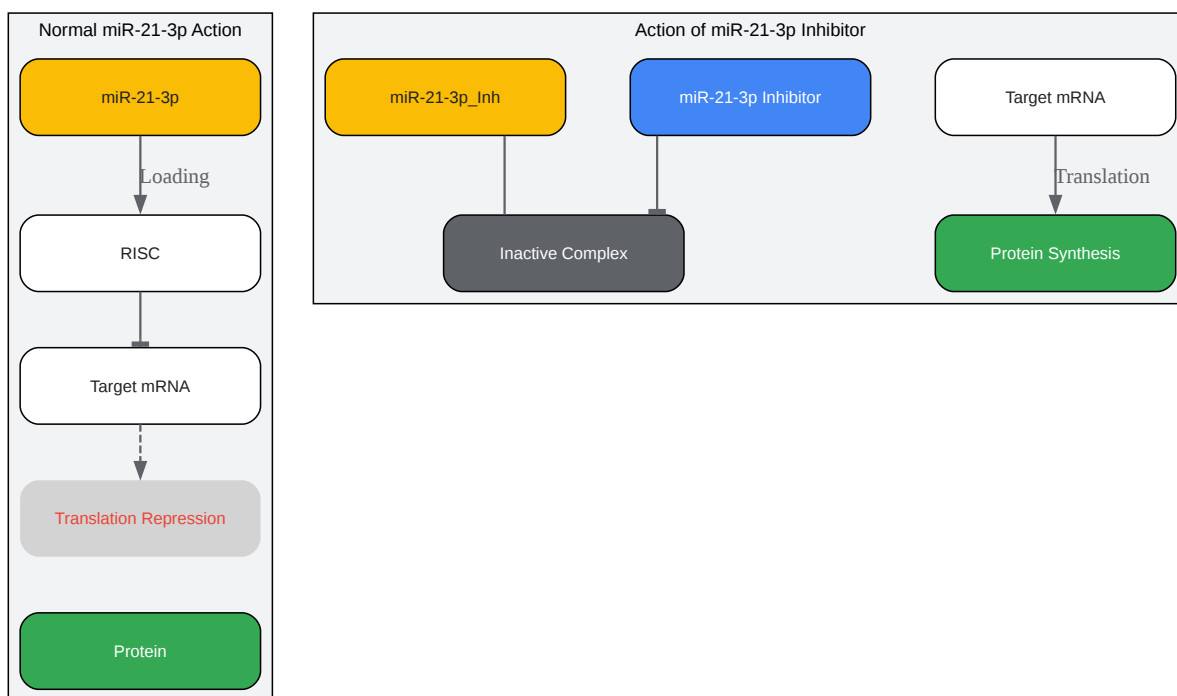 Normal miR-21-3p Action
miR-21-3p
Loading
RISC
Target mRNA
Translation Repression
Protein
Action of miR-21-3p Inhibitor
miR-21-3p_Inh
miR-21-3p Inhibitor
Target mRNA
Translation
Inactive Complex
Protein Synthesis